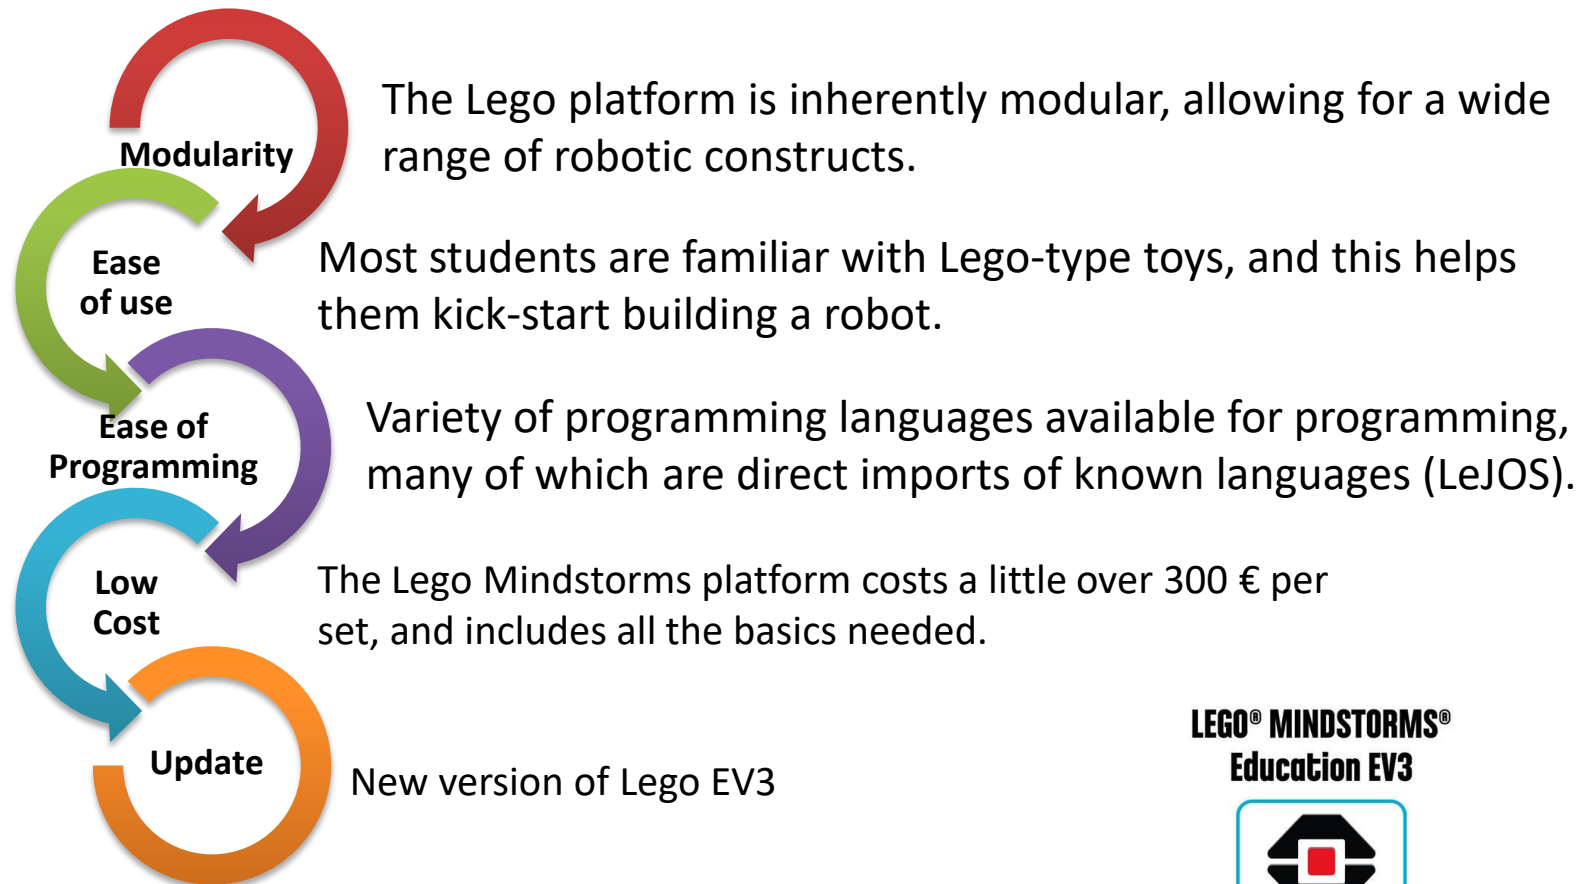 Modularity
The Lego platform is inherently modular, allowing for a wide
range of robotic constructs.
Ease
of use
Most students are familiar with Lego-type toys, and this helps
them kick-start building a robot.
Ease of
Programming
Variety of programming languages available for programming,
many of which are direct imports of known languages (LeJOS).
Low
Cost
The Lego Mindstorms platform costs a little over 300 € per
set, and includes all the basics needed.
Update
New version of Lego EV3
LEGO® MINDSTORMS®
Education EV3